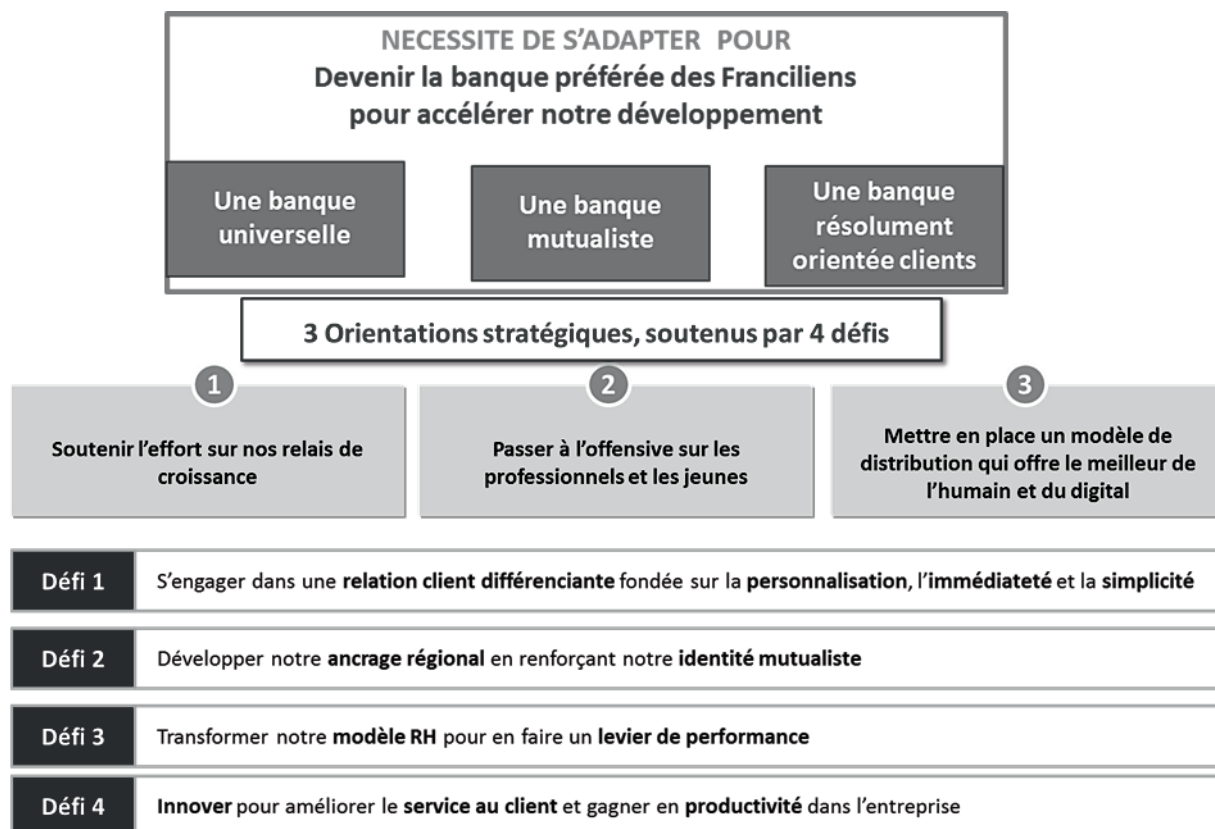 NECESSITE DE S'ADAPTER POUR
Devenir la banque préférée des Franciliens
pour accélérer notre développement
Une banque
universelle
Une banque
mutualiste
Une banque
résolument
orientée clients
3 Orientations stratégiques, soutenus par 4 défis
1
Soutenir l'effort sur nos relais de
croissance
2
Passer à l'offensive sur les
professionnels et les jeunes
3
Mettre en place un modèle de
distribution qui offre le meilleur de
l'humain et du digital
Défi 1 S'engager dans une relation client différenciante fondée sur la personnalisation, l'immédiateté et la simplicité
Défi 2 Développer notre ancrage régional en renforçant notre identité mutualiste
Défi 3 Transformer notre modèle RH pour en faire un levier de performance
Défi 4 Innover pour améliorer le service au client et gagner en productivité dans l'entreprise